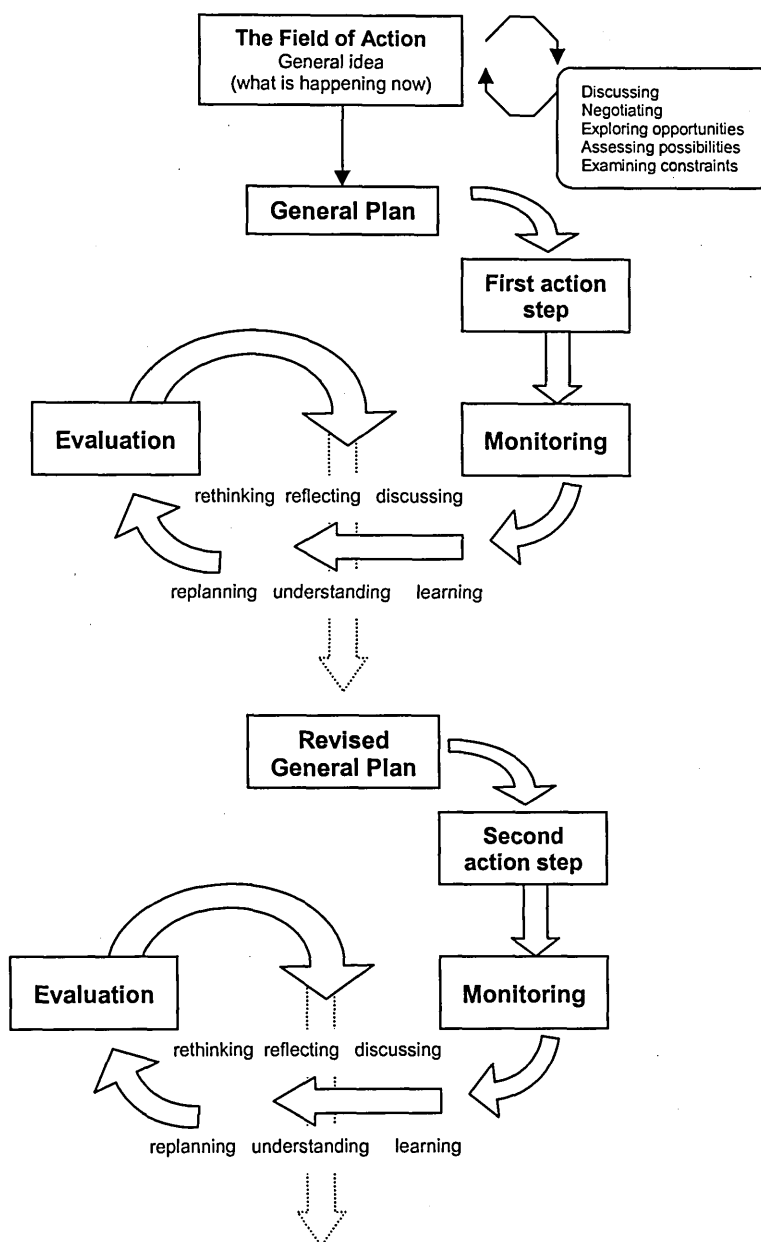 The Field of Action
General idea
(what is happening now)
Discussing
Negotiating
Exploring opportunities
Assessing possibilities
Examining constraints
General Plan
First action
step
Evaluation
Monitoring
rethinking reflecting discussing
replanning understanding learning
Revised
General Plan
Second
action step
Evaluation
Monitoring
rethinking reflecting discussing
replanning understanding learning